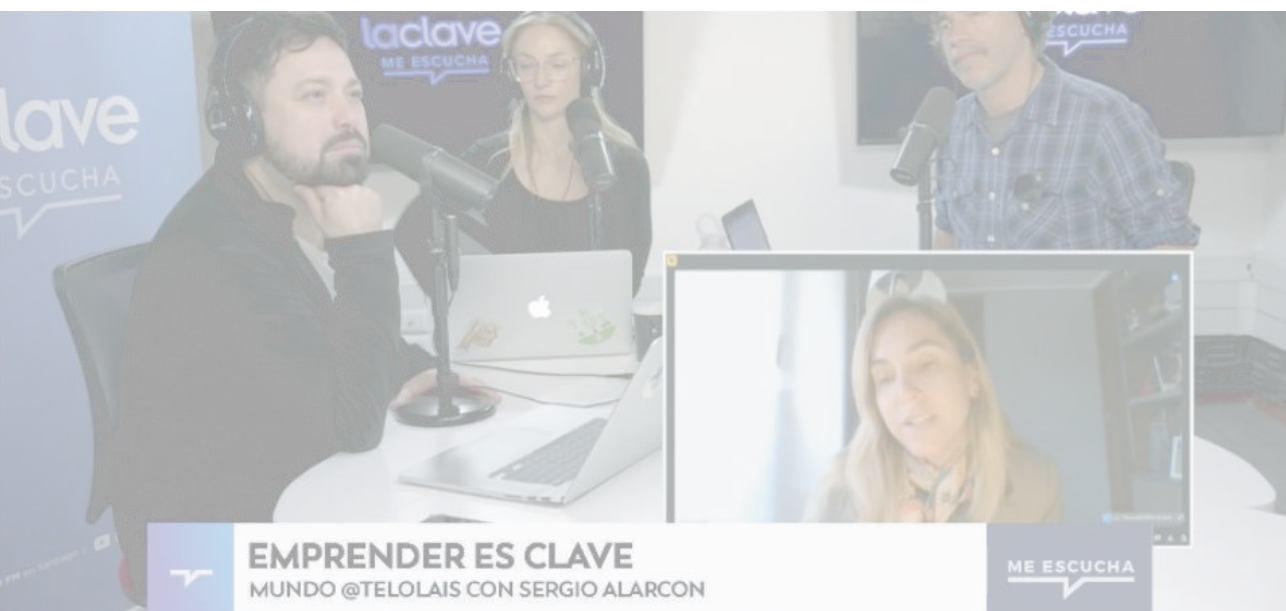 laclave
ME ESCUCHA
ESCUCHA
lave
SCUCHA
EMPRENDER ES CLAVE
MUNDO @TELOLAIS CON SERGIO ALARCON
ME ESCUCHA